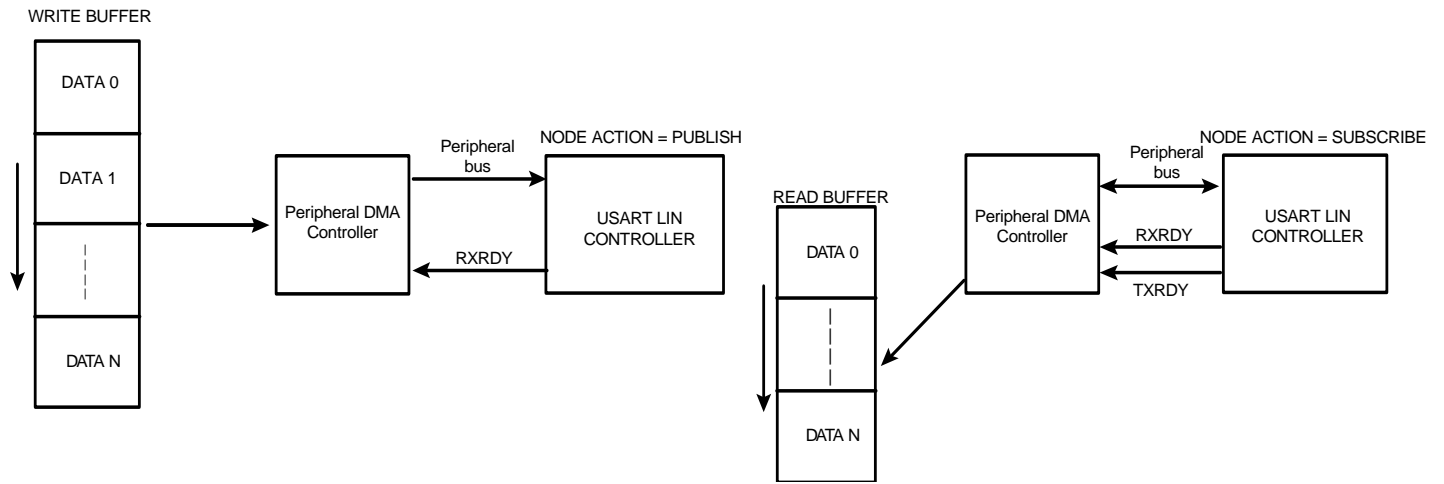 WRITE BUFFER
DATA 0
DATA 1
DATA N
Peripheral DMA
Controller
Peripheral
bus
RXRDY
NODE ACTION = PUBLISH
USART LIN
CONTROLLER
READ BUFFER
DATA 0
DATA N
Peripheral DMA
Controller
Peripheral
bus
RXRDY
TXRDY
NODE ACTION = SUBSCRIBE
USART LIN
CONTROLLER